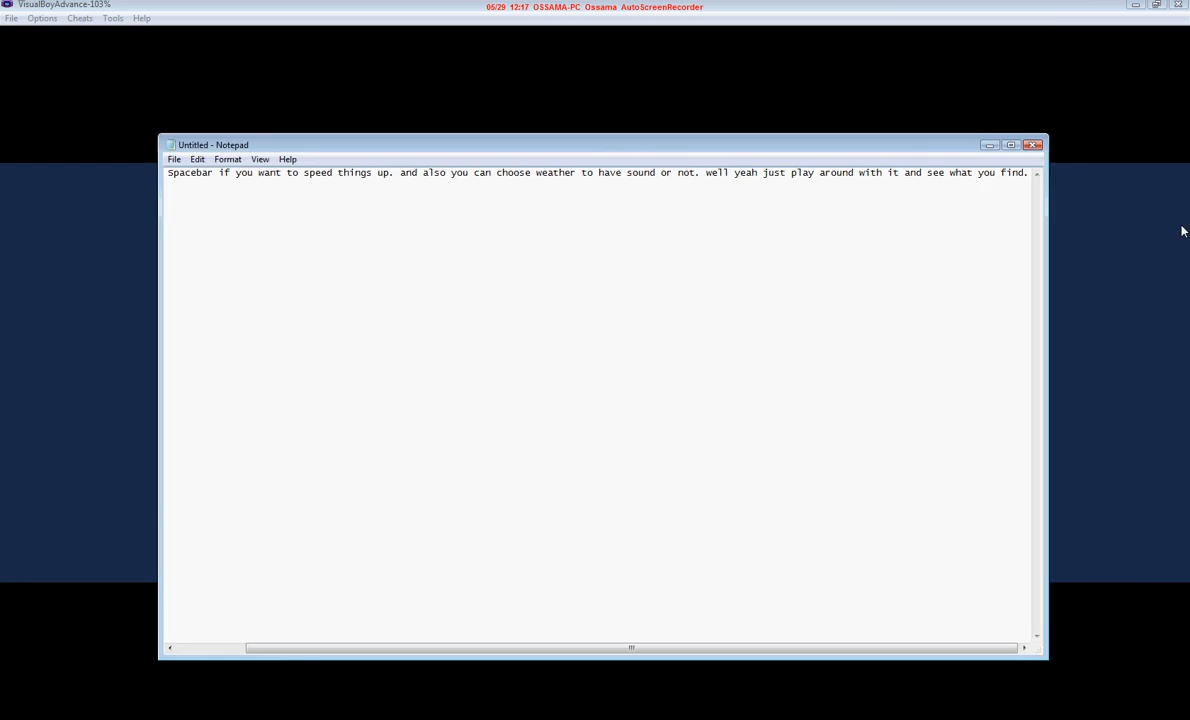 VisualBoyAdvance-103%
05/29 12:17 OSSAMA-PC Ossama AutoScreenRecorder
File Options Cheats Tools Help
Untitled - Notepad
File Edit Format View Help
Spacebar if you want to speed things up. and also you can choose weather to have sound or not. well yeah just play around with it and see what you find.